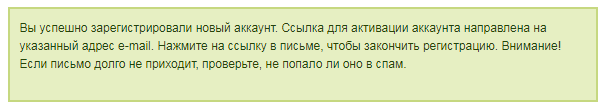 Вы успешно зарегистрировали новый аккаунт. Ссылка для активации аккаунта направлена на
указанный адрес e-mail. Нажмите на ссылку в письме, чтобы закончить регистрацию. Внимание!
Если письмо долго не приходит, проверьте, не попало ли оно в спам.